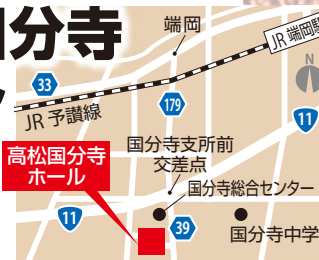 国分寺
端岡
JR 端岡駅
N
33
JR 予讃線
179
11
国分寺支所前
交差点
高松国分寺
ホール
国分寺総合センター
11
39
国分寺中学